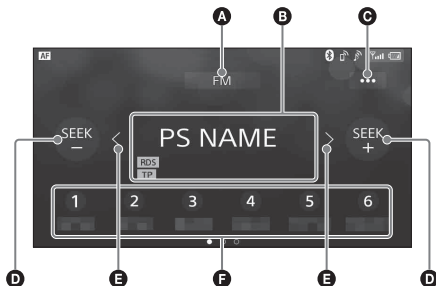 A B C
AF
FM
SEEK
−
PS NAME
SEEK
+
RDS
TP
1 2 3 4 5 6
D E F E D